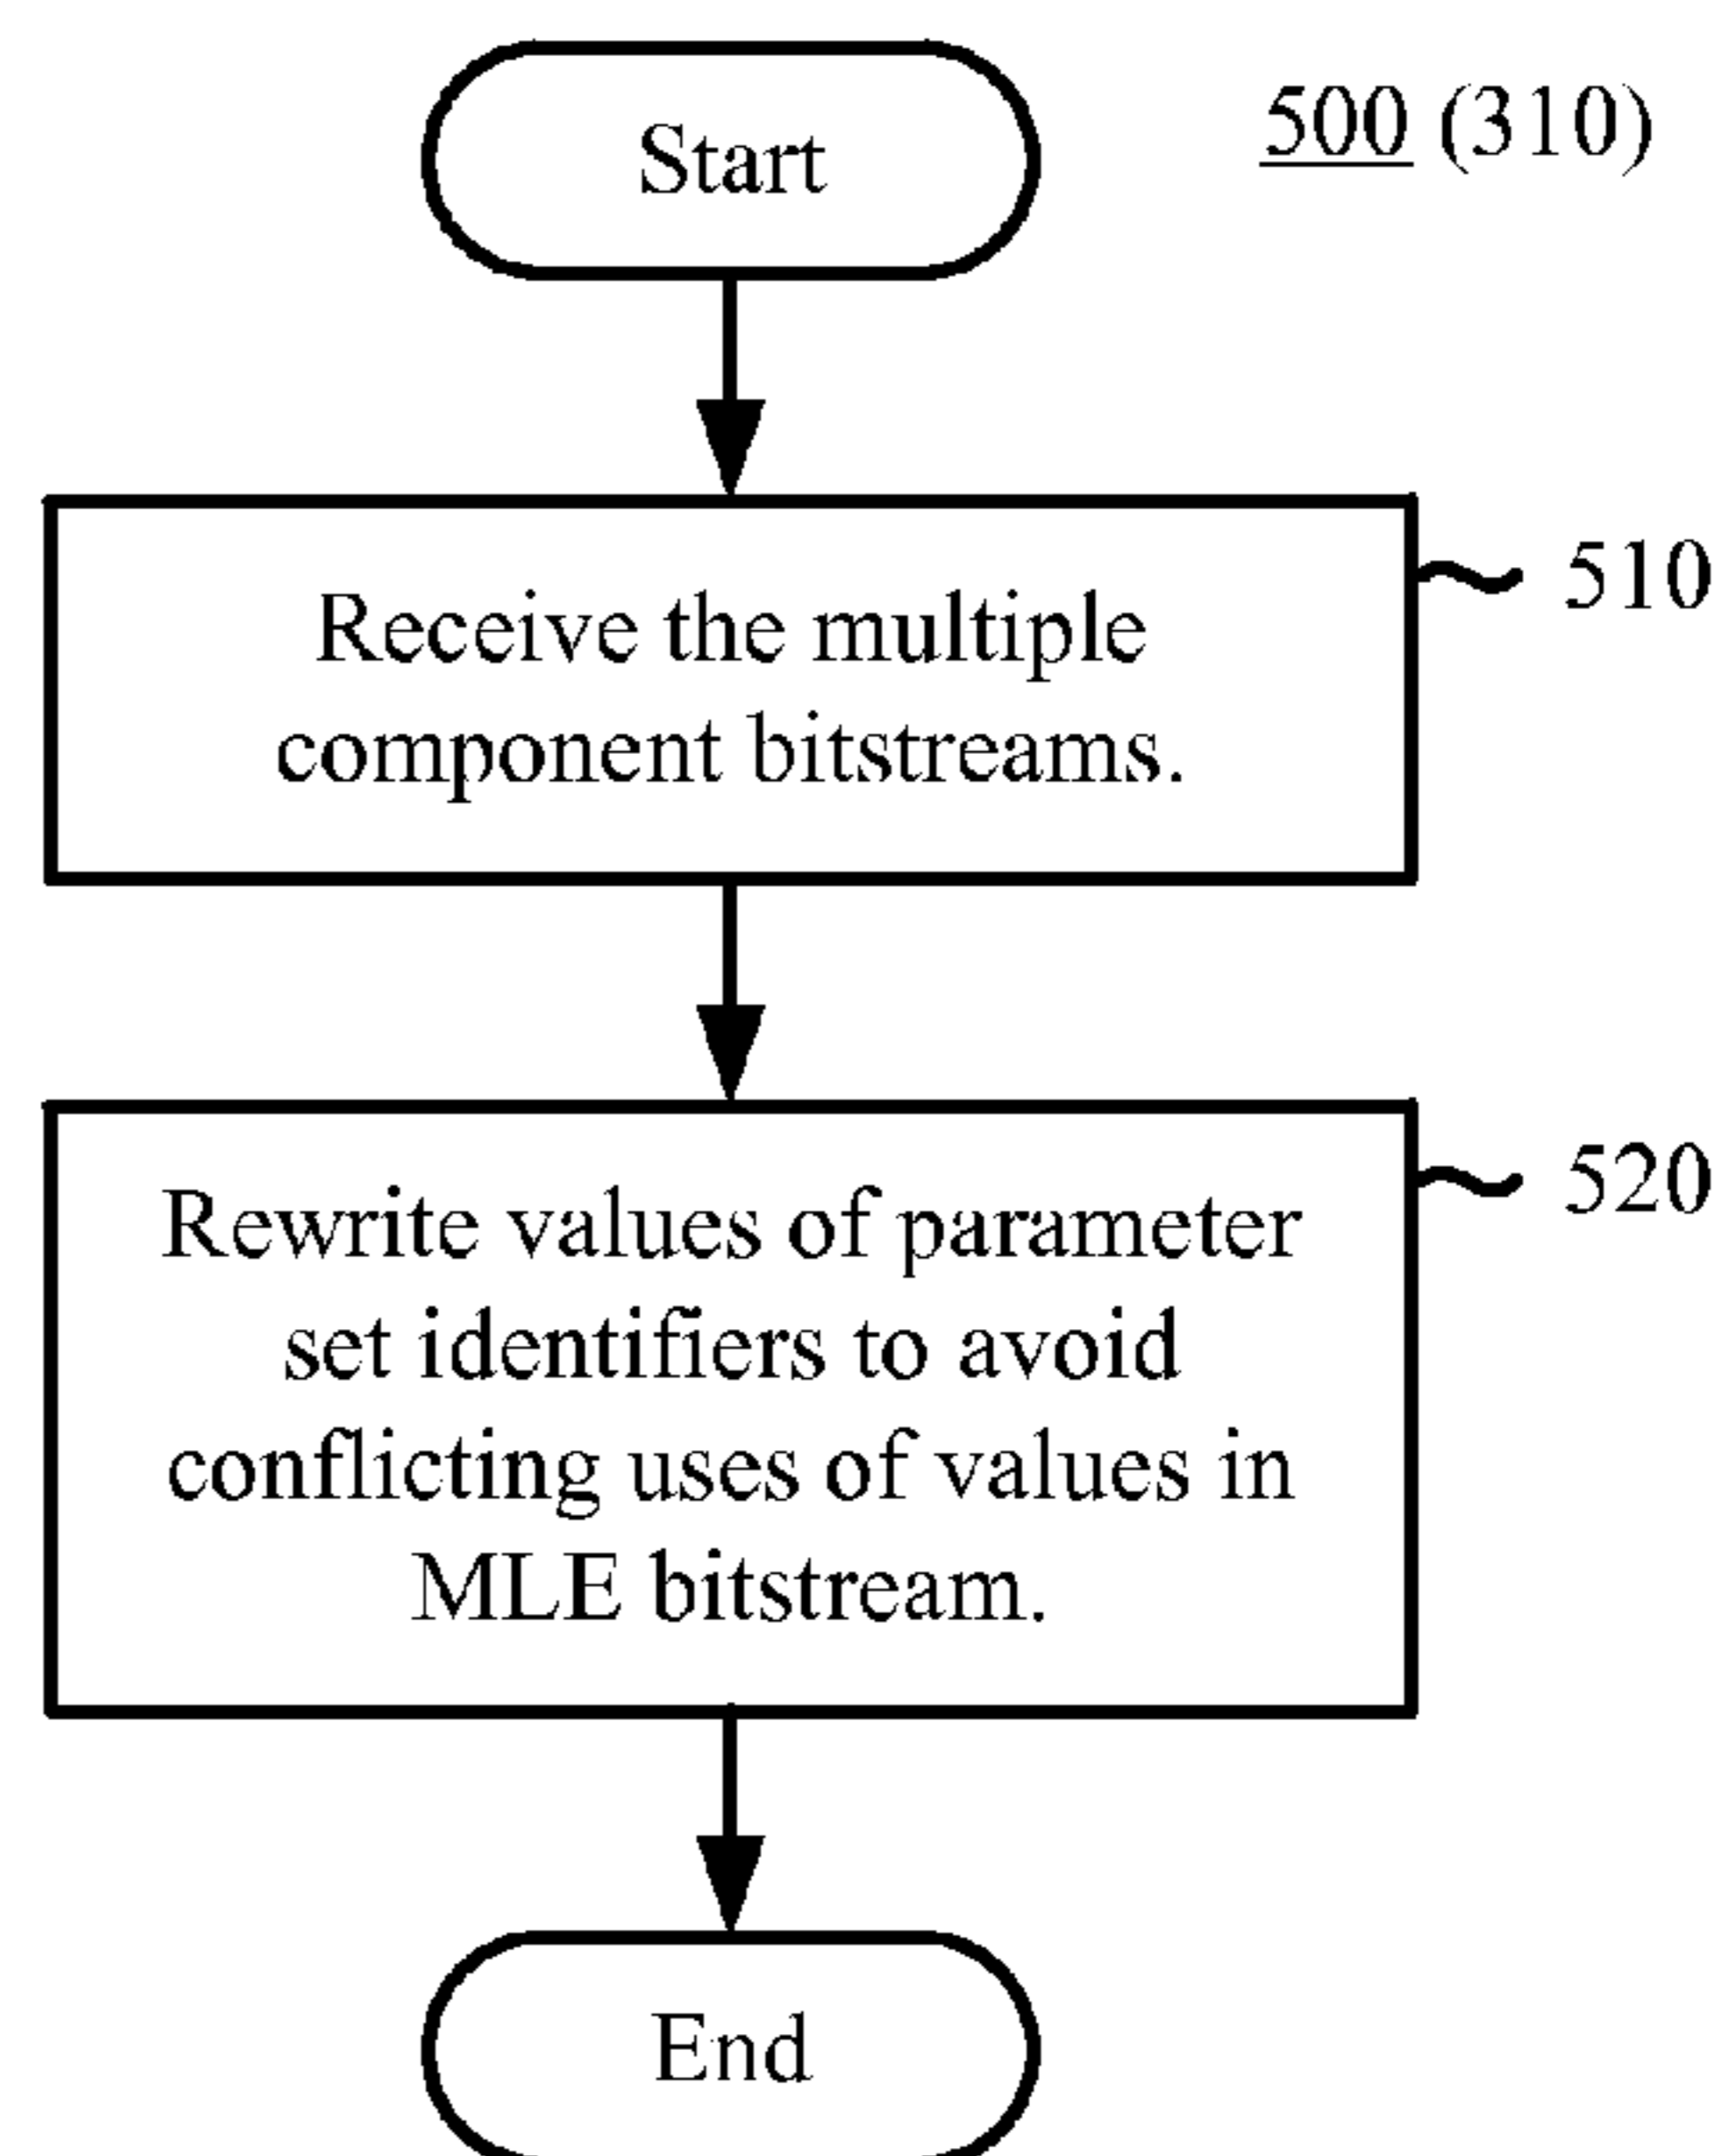 Start
500 (310)
Receive the multiple
component bitstreams.
510
Rewrite values of parameter
set identifiers to avoid
conflicting uses of values in
MLE bitstream.
520
End